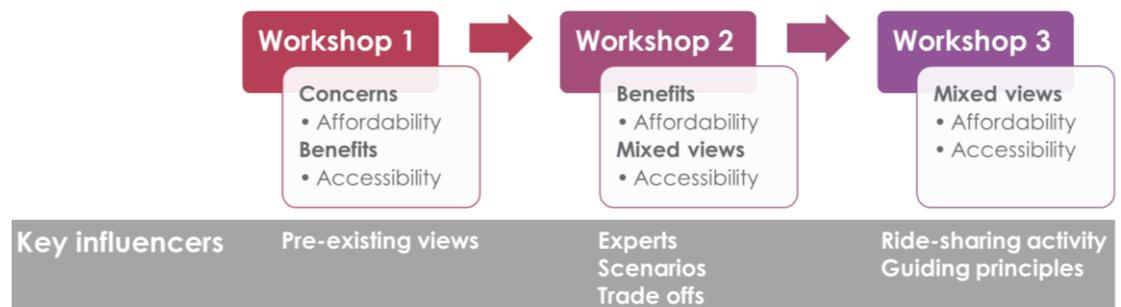 Workshop 1
Concerns
• Affordability
Benefits
• Accessibility
Workshop 2
Benefits
• Affordability
Mixed views
• Accessibility
Workshop 3
Mixed views
• Affordability
• Accessibility
Key influencers
Pre-existing views
Experts
Scenarios
Trade offs
Ride-sharing activity
Guiding principles